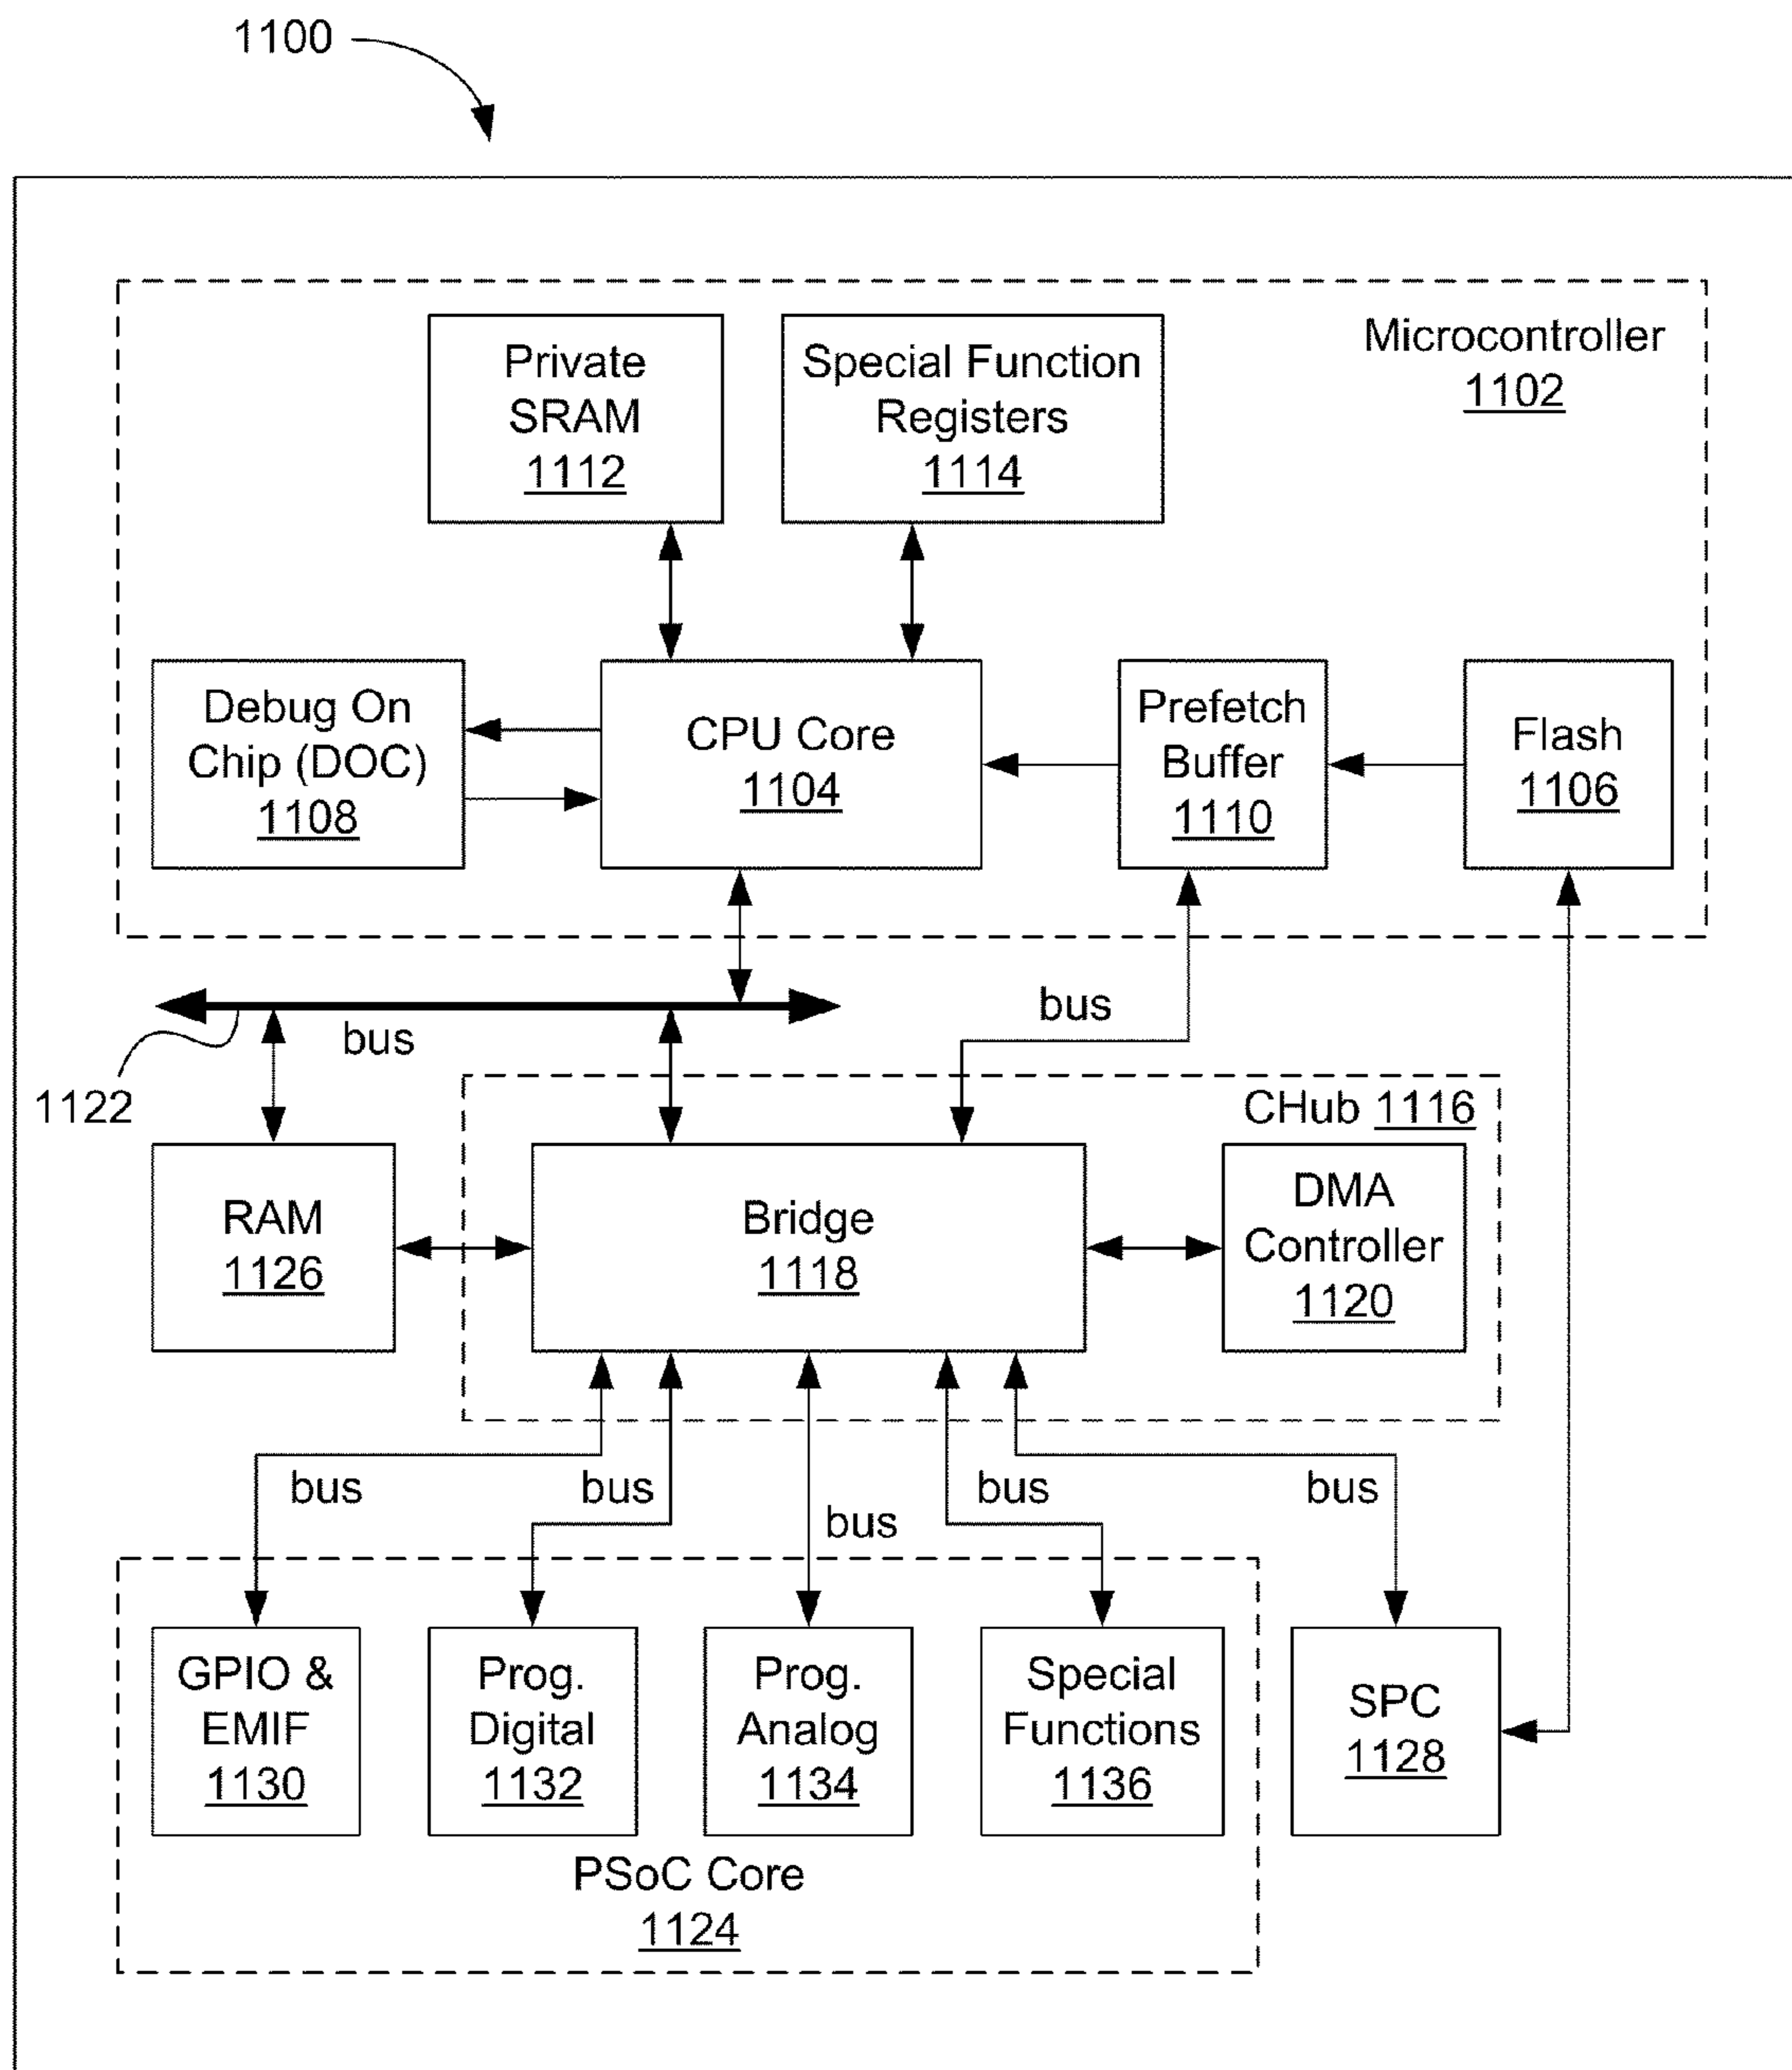 1100
Private
SRAM
1112
Special Function
Registers
1114
Microcontroller
1102
Debug On
Chip (DOC)
1108
CPU Core
1104
Prefetch
Buffer
1110
Flash
1106
bus
bus
1122
CHub 1116
RAM
1126
Bridge
1118
DMA
Controller
1120
bus
bus
bus
bus
bus
GPIO &
EMIF
1130
Prog.
Digital
1132
Prog.
Analog
1134
Special
Functions
1136
SPC
1128
PSoC Core
1124